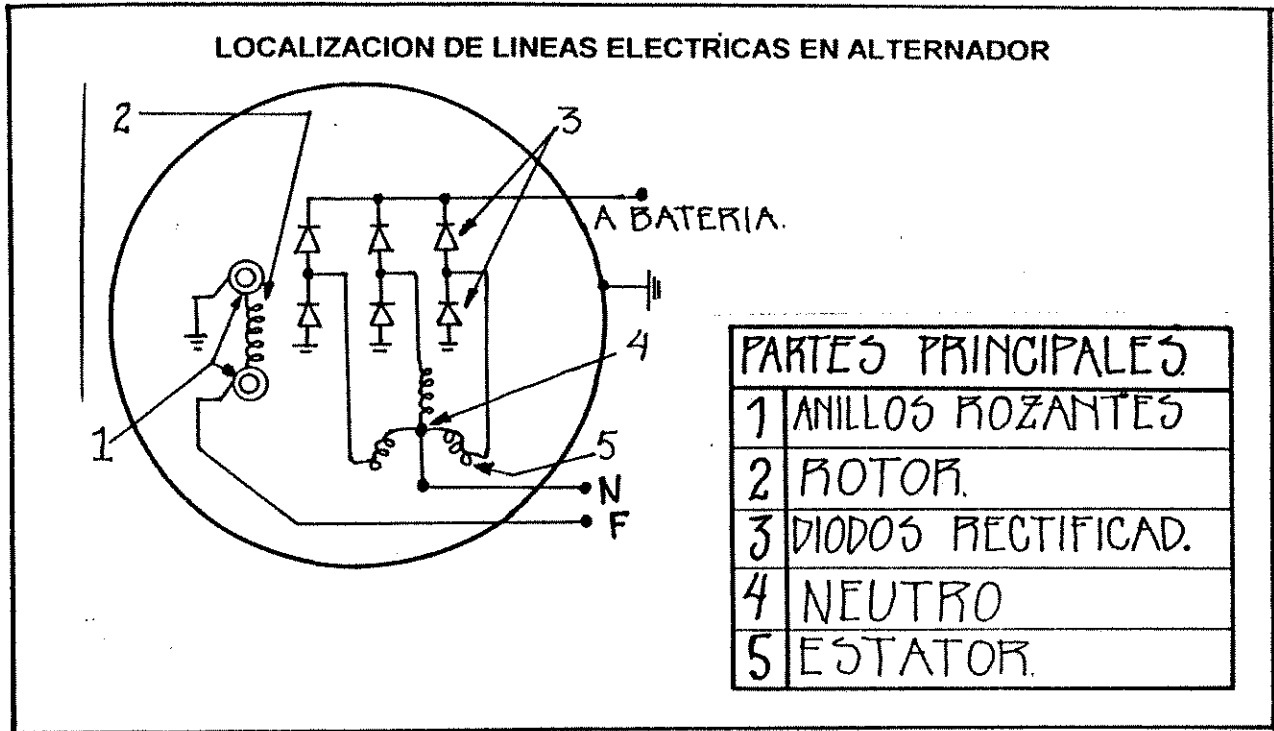 LOCALIZACION DE LINEAS ELECTRICAS EN ALTERNADOR
2
3
A BATERIA.
4
1
5
N
F
PARTES PRINCIPALES
1 ANILLOS ROZANTES
2 ROTOR.
3 DIODOS RECTIFICAD.
4 NEUTRO
5 ESTATOR.